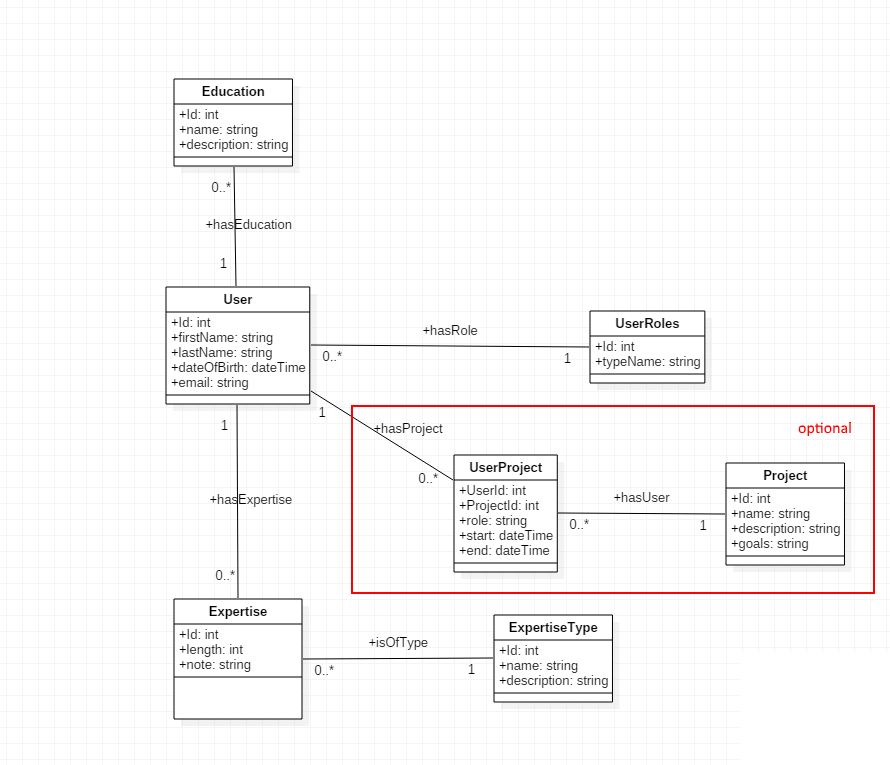 Education
+Id: int
+name: string
+description: string
0..*
+hasEducation
1
User
+Id: int
+firstName: string
+lastName: string
+dateOfBirth: dateTime
+email: string
+hasRole
0..*
1
UserRoles
+Id: int
+typeName: string
1
+hasProject
0..*
optional
UserProject
+UserId: int
+ProjectId: int
+role: string
+start: dateTime
+end: dateTime
+hasUser
0..*
1
Project
+Id: int
+name: string
+description: string
+goals: string
1
+hasExpertise
0..*
Expertise
+Id: int
+length: int
+note: string
+isOfType
0..*
1
ExpertiseType
+Id: int
+name: string
+description: string